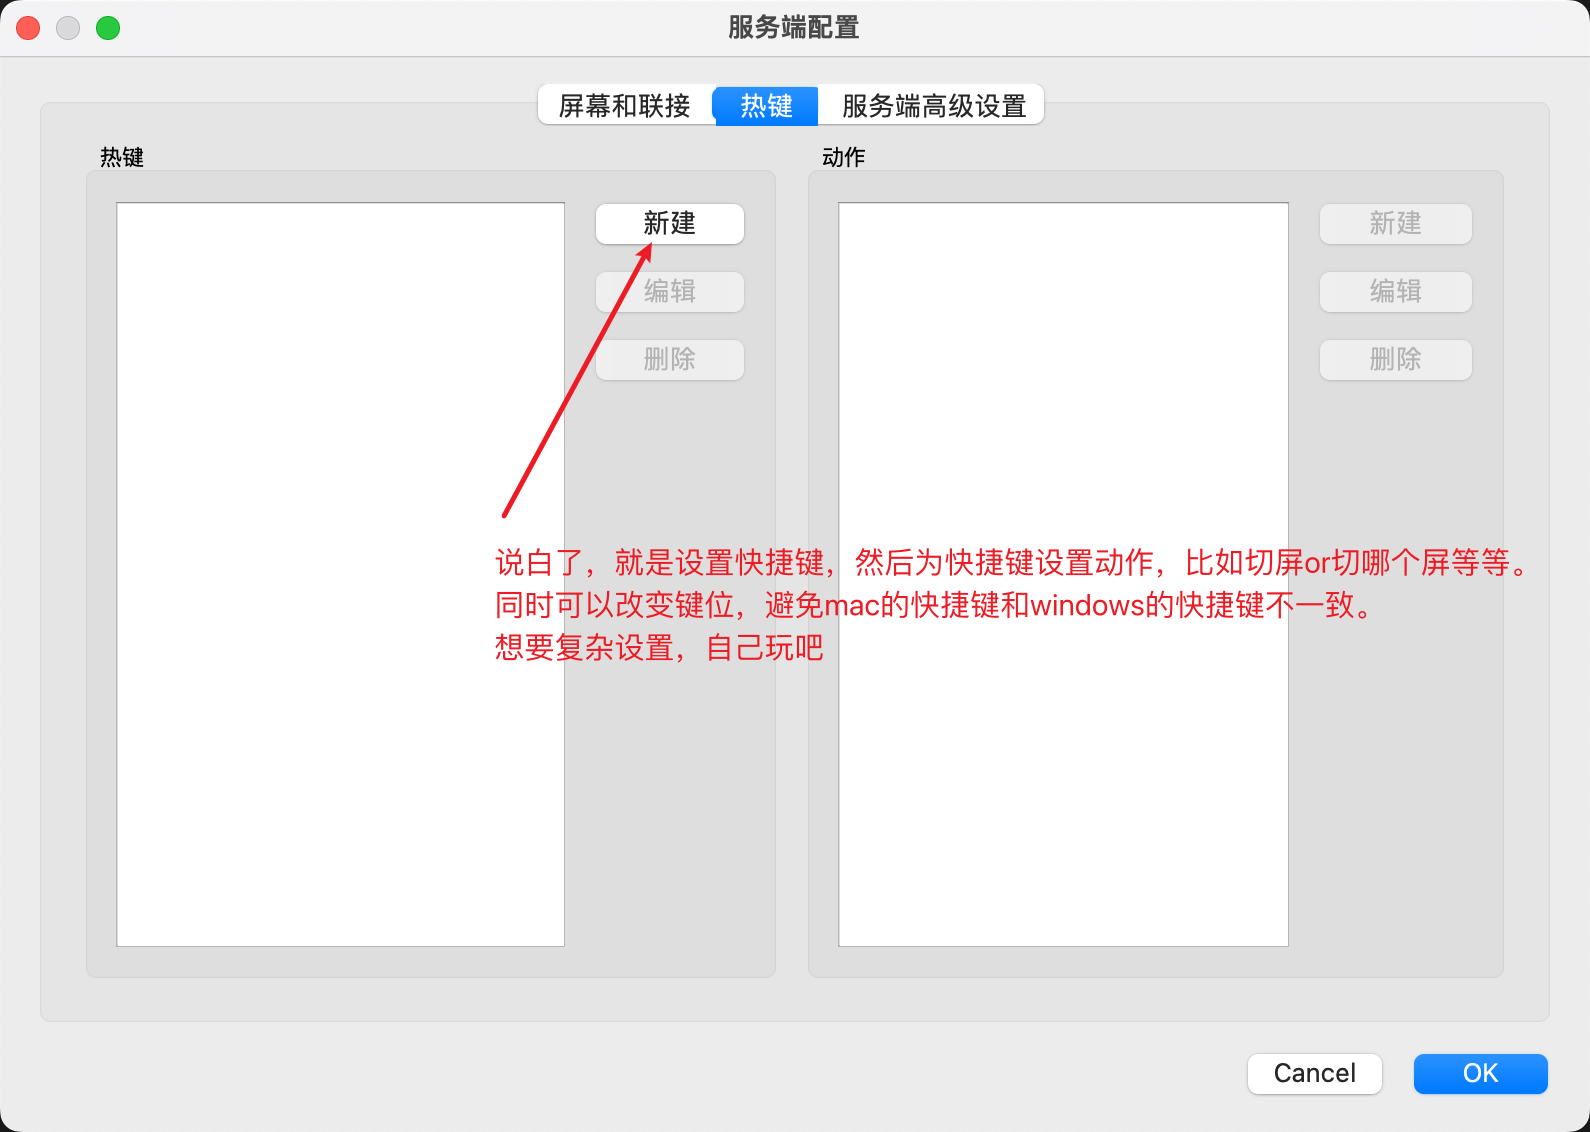 服务端配置
屏幕和联接
热键
服务端高级设置
热键
动作
新建
编辑
删除
新建
编辑
删除
说白了，就是设置快捷键，然后为快捷键设置动作，比如切屏or切哪个屏等等。
同时可以改变键位，避免mac的快捷键和windows的快捷键不一致。
想要复杂设置，自己玩吧
Cancel
OK